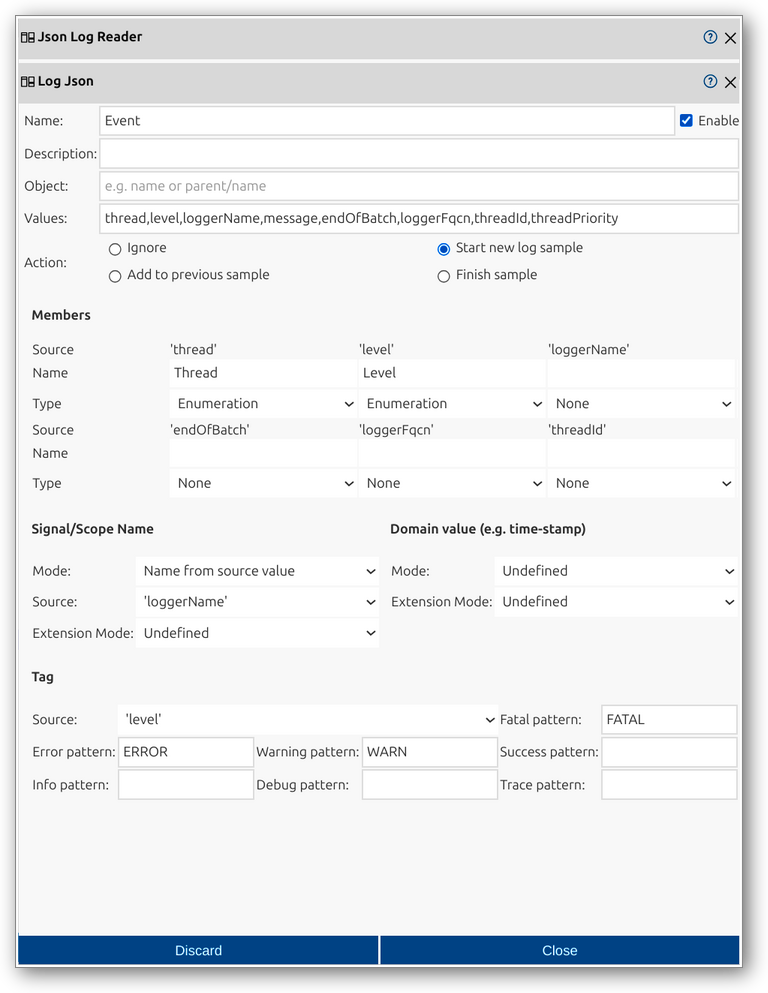 Json Log Reader
Log Json
Name: Event Enable
Description:
Object: e.g. name or parent/name
Values: thread,level,loggerName,message,endOfBatch,loggerFqcn,threadId,threadPriority
Action: Ignore Start new log sample
Add to previous sample Finish sample
Members
Source 'thread' 'level' 'loggerName'
Name Thread Level
Type Enumeration Enumeration None
Source 'endOfBatch' 'loggerFqcn' 'threadId'
Name
Type None None None
Signal/Scope Name Domain value (e.g. time-stamp)
Mode: Name from source value Mode: Undefined
Source: 'loggerName' Extension Mode: Undefined
Extension Mode: Undefined
Tag
Source: 'level' Fatal pattern: FATAL
Error pattern: ERROR Warning pattern: WARN Success pattern:
Info pattern: Debug pattern: Trace pattern:
Discard Close